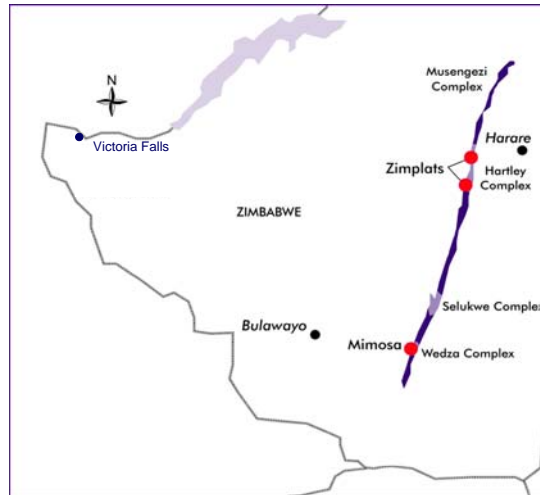 Musengezi
Complex
N
Harare
Victoria Falls
Zimplats
Hartley
Complex
ZIMBABWE
Selukwe Complex
Bulawayo
Mimosa
Wedza Complex